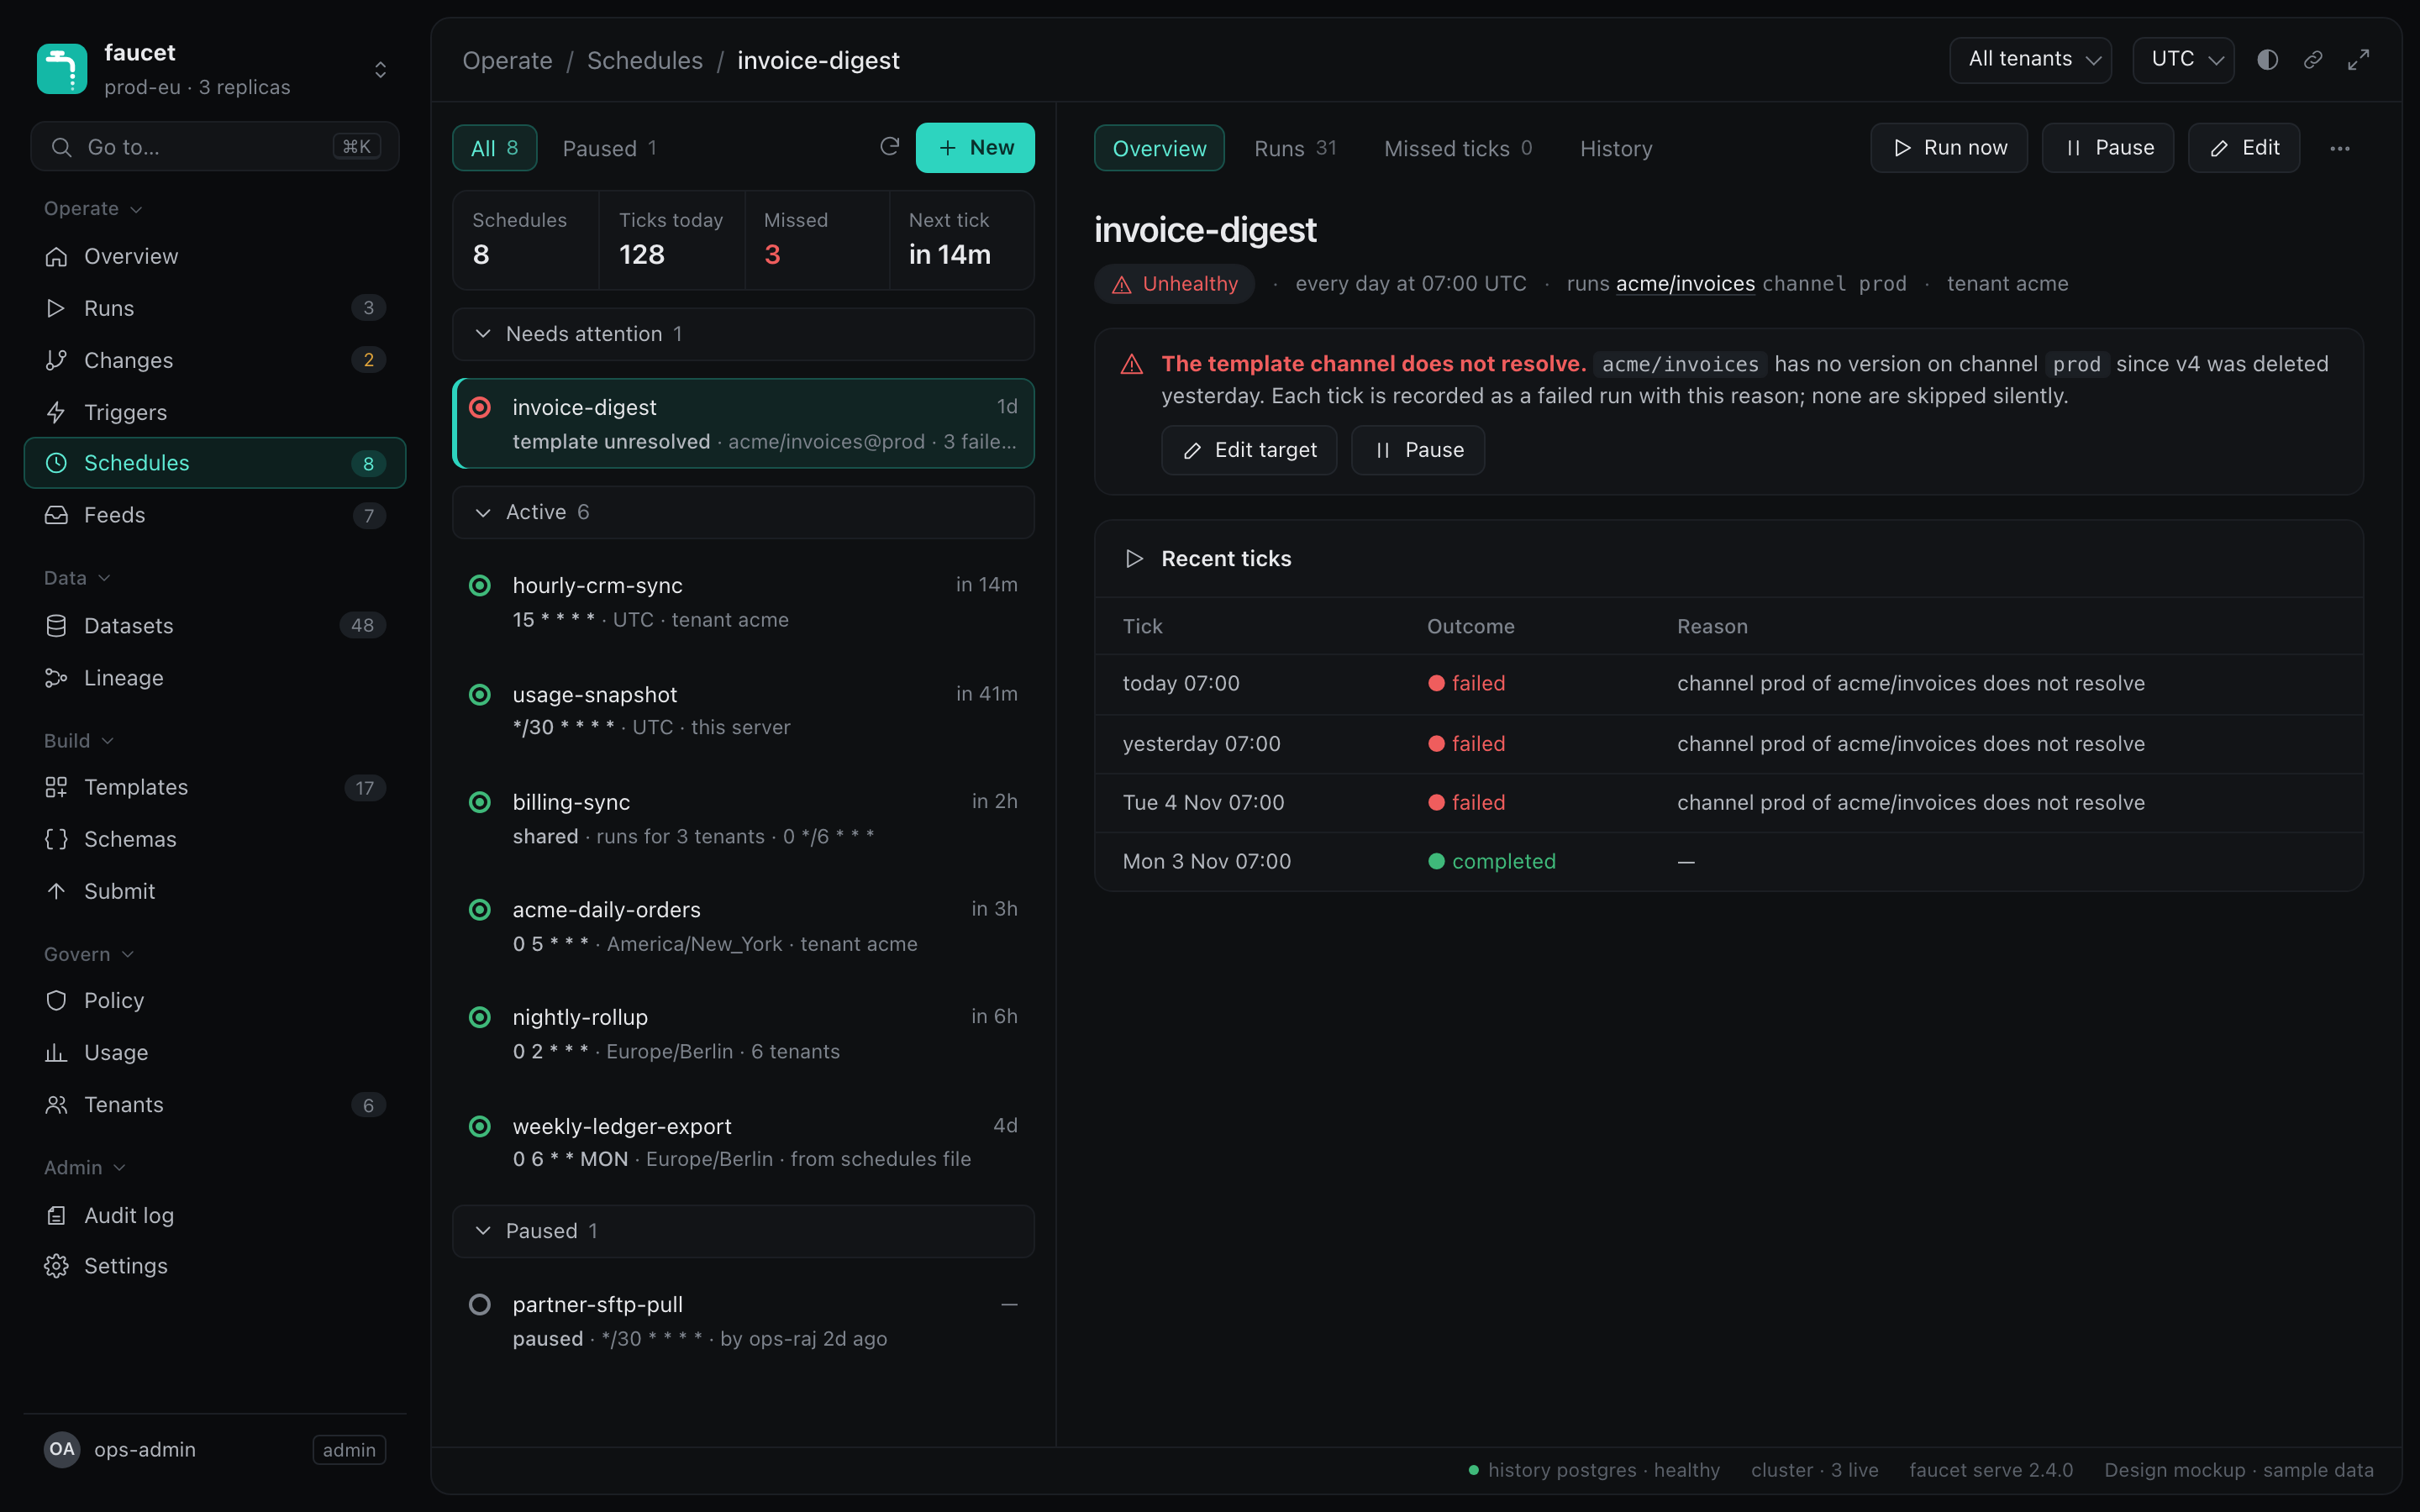 faucet
prod-eu · 3 replicas
Go to...
⌘K
Operate
Overview
Runs 3
Changes 2
Triggers
Schedules 8
Feeds 7
Data
Datasets 48
Lineage
Build
Templates 17
Schemas
Submit
Govern
Policy
Usage
Tenants 6
Admin
Audit log
Settings
OA ops-admin admin
Operate / Schedules / invoice-digest
All tenants
UTC
All 8 Paused 1 + New
Schedules Ticks today Missed Next tick
8 128 3 in 14m
Needs attention 1
invoice-digest 1d
template unresolved · acme/invoices@prod · 3 faile...
Active 6
hourly-crm-sync in 14m
15 * * * * · UTC · tenant acme
usage-snapshot in 41m
*/30 * * * * · UTC · this server
billing-sync in 2h
shared · runs for 3 tenants · 0 */6 * * *
acme-daily-orders in 3h
0 5 * * * · America/New_York · tenant acme
nightly-rollup in 6h
0 2 * * * · Europe/Berlin · 6 tenants
weekly-ledger-export 4d
0 6 * * MON · Europe/Berlin · from schedules file
Paused 1
partner-sftp-pull —
paused · */30 * * * * · by ops-raj 2d ago
Overview Runs 31 Missed ticks 0 History
Run now Pause Edit ...
invoice-digest
Unhealthy · every day at 07:00 UTC · runs acme/invoices channel prod · tenant acme
The template channel does not resolve. acme/invoices has no version on channel prod since v4 was deleted
yesterday. Each tick is recorded as a failed run with this reason; none are skipped silently.
Edit target Pause
Recent ticks
Tick Outcome Reason
today 07:00 failed channel prod of acme/invoices does not resolve
yesterday 07:00 failed channel prod of acme/invoices does not resolve
Tue 4 Nov 07:00 failed channel prod of acme/invoices does not resolve
Mon 3 Nov 07:00 completed —
history postgres · healthy cluster · 3 live faucet serve 2.4.0 Design mockup · sample data